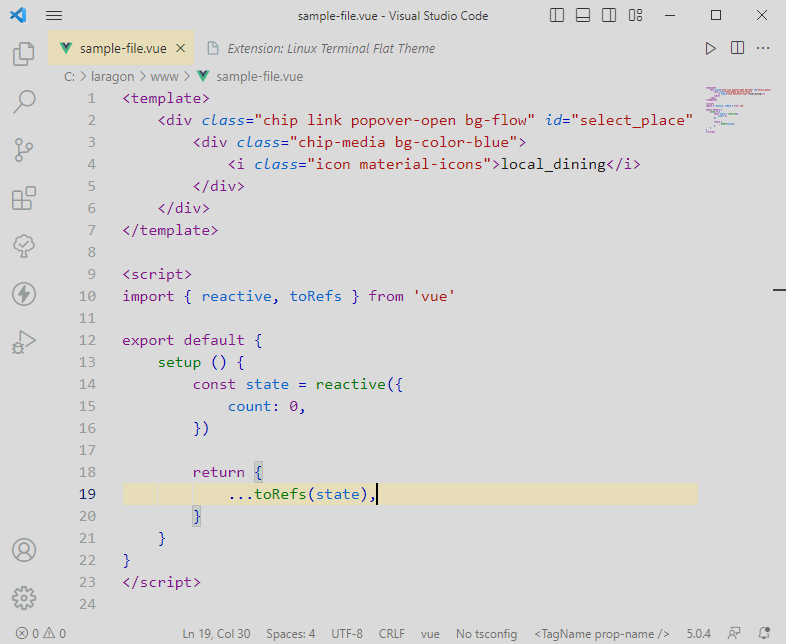 sample-file.vue - Visual Studio Code
sample-file.vue Extension: Linux Terminal Flat Theme
C: > laragon > www > sample-file.vue
1 <template>
2     <div class="chip link popover-open bg-flow" id="select_place"
3         <div class="chip-media bg-color-blue">
4             <i class="icon material-icons">local_dining</i>
5         </div>
6     </div>
7 </template>
8
9 <script>
10 import { reactive, toRefs } from 'vue'
11
12 export default {
13     setup () {
14         const state = reactive({
15             count: 0,
16         })
17
18         return {
19             ...toRefs(state),
20         }
21     }
22 }
23 </script>
24
0 0 Ln 19, Col 30 Spaces: 4 UTF-8 CRLF vue No tsconfig <TagName prop-name /> 5.0.4